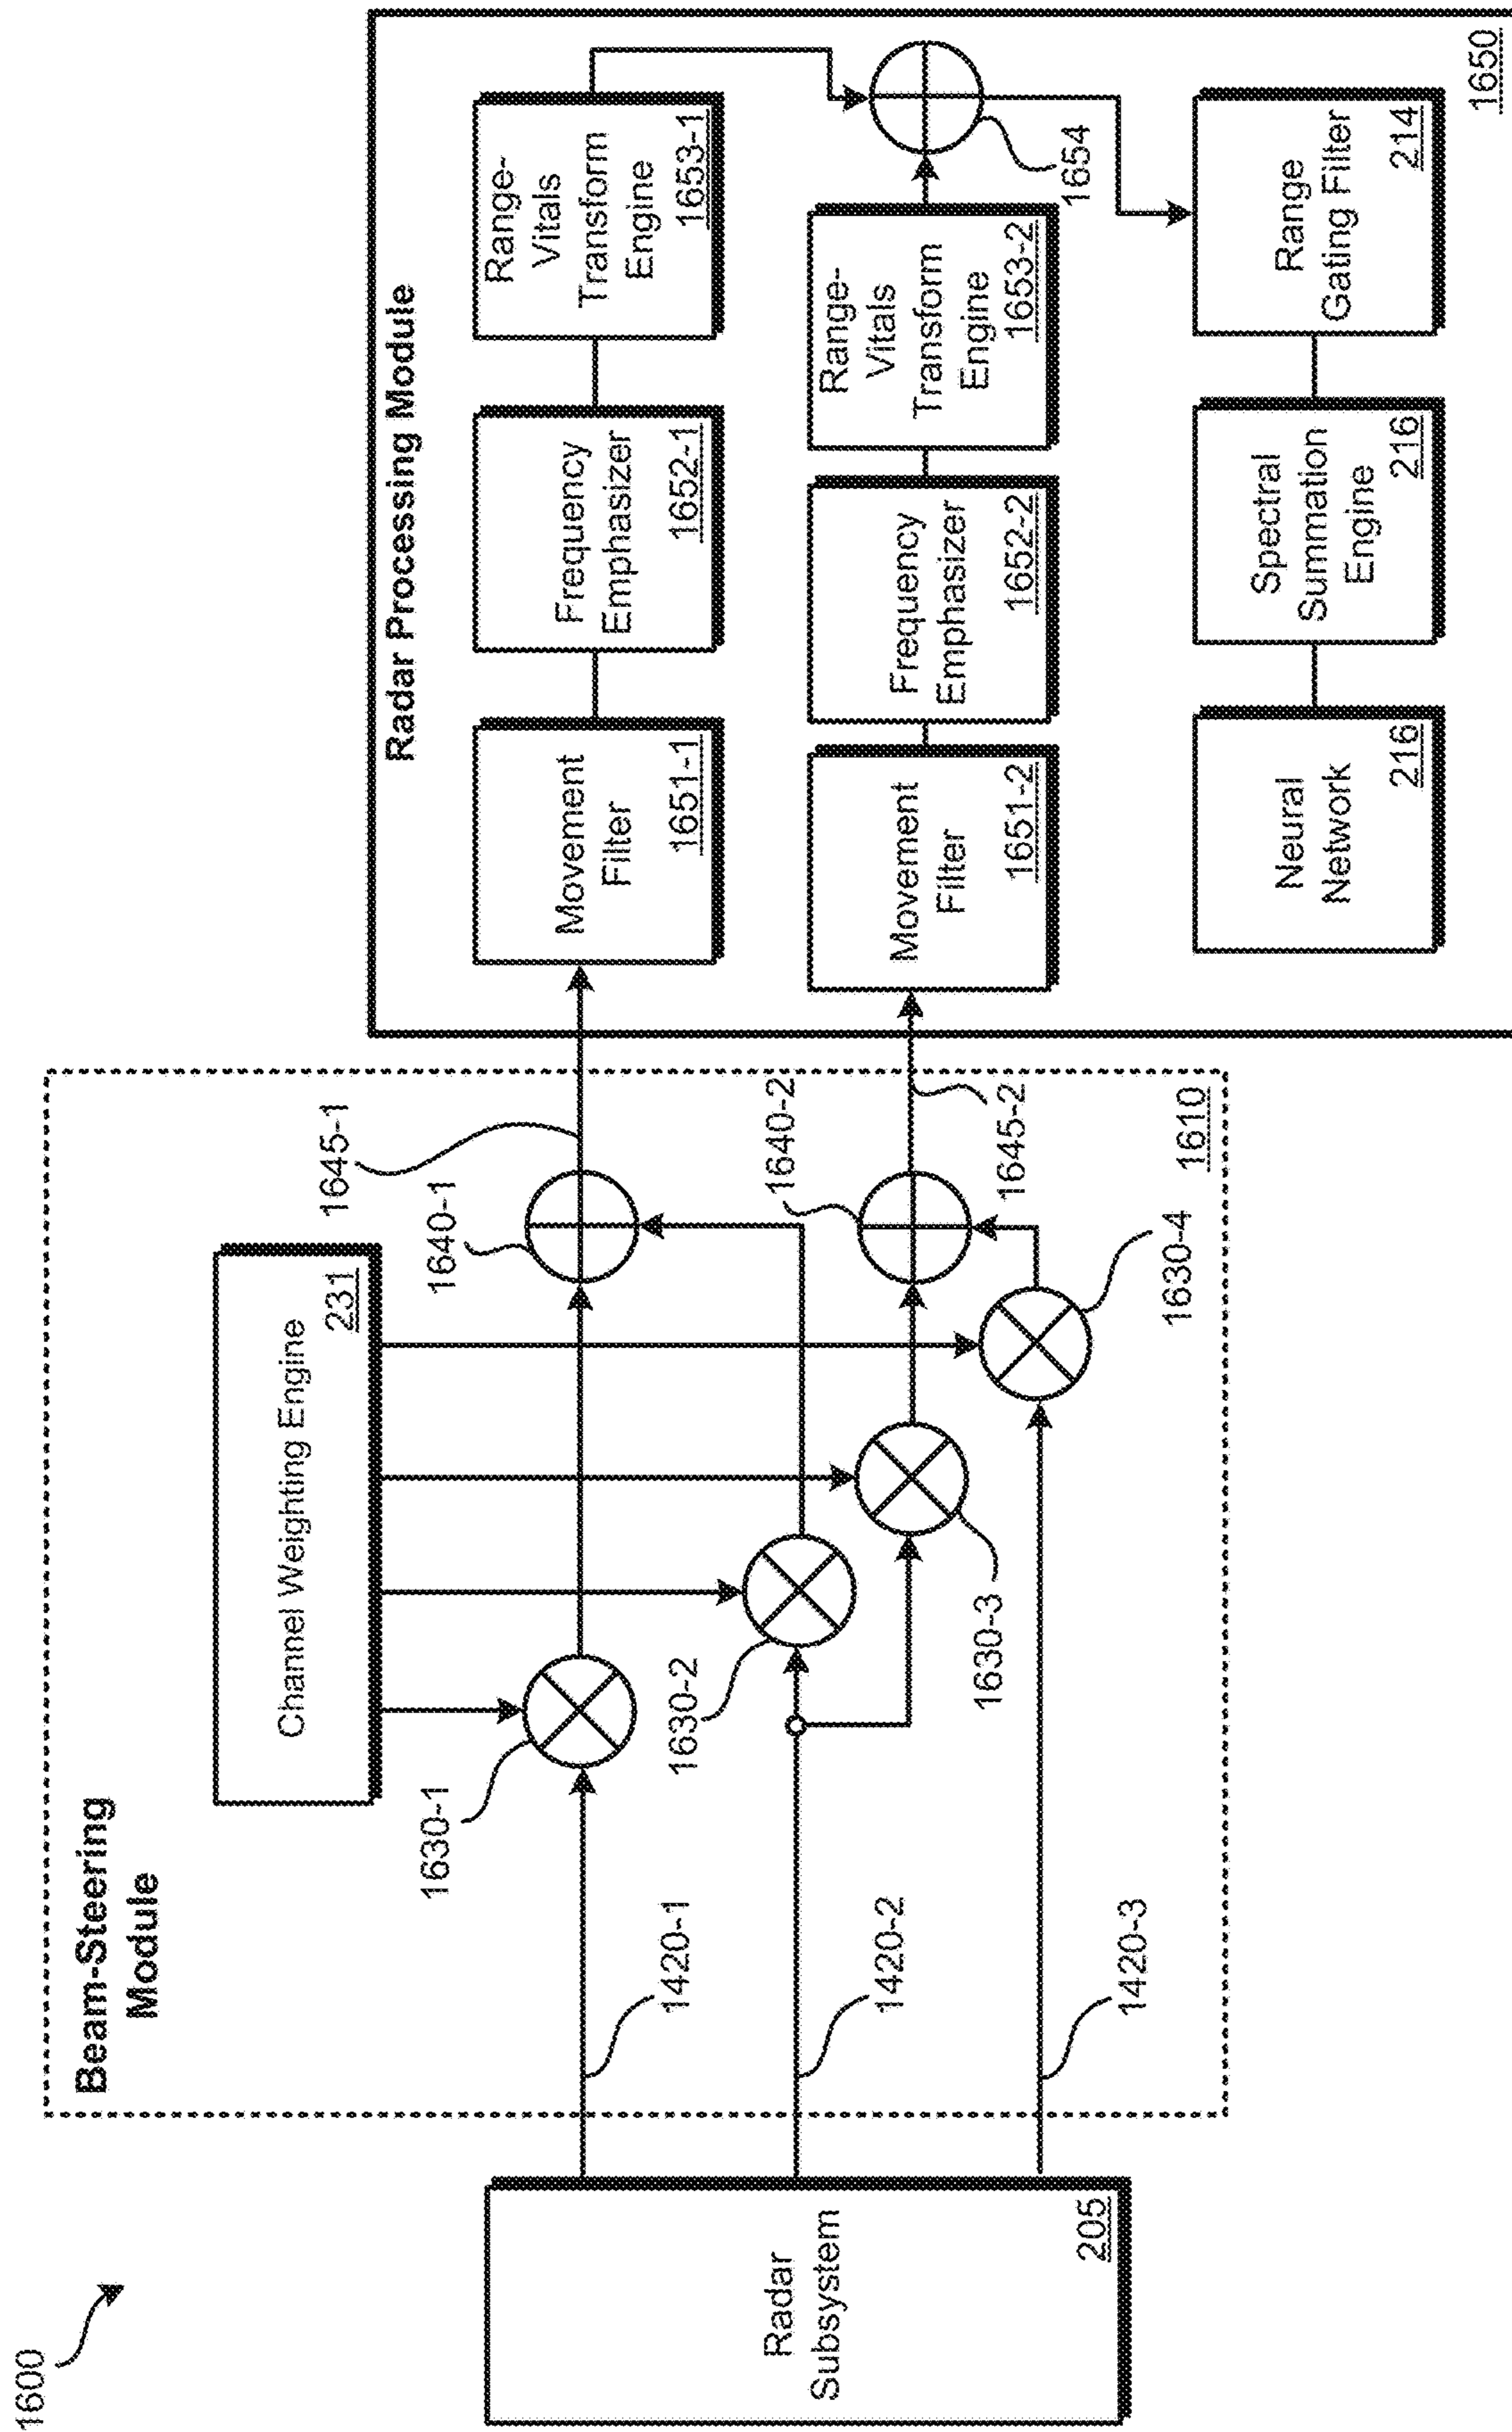 1600
Radar
Subsystem
205
Beam-Steering
Module
1420-1
1420-2
1420-3
Channel Weighting Engine
231
1630-1
1630-2
1630-3
1630-4
1640-1
1645-1
1640-2
1645-2
1610
Radar Processing Module
Movement
Filter
1651-1
Frequency
Emphasizer
1652-1
Range-
Vitals
Transform
Engine
1653-1
Movement
Filter
1651-2
Frequency
Emphasizer
1652-2
Range-
Vitals
Transform
Engine
1653-2
1654
Neural
Network
216
Spectral
Summation
Engine
216
Range
Gating Filter
214
1650